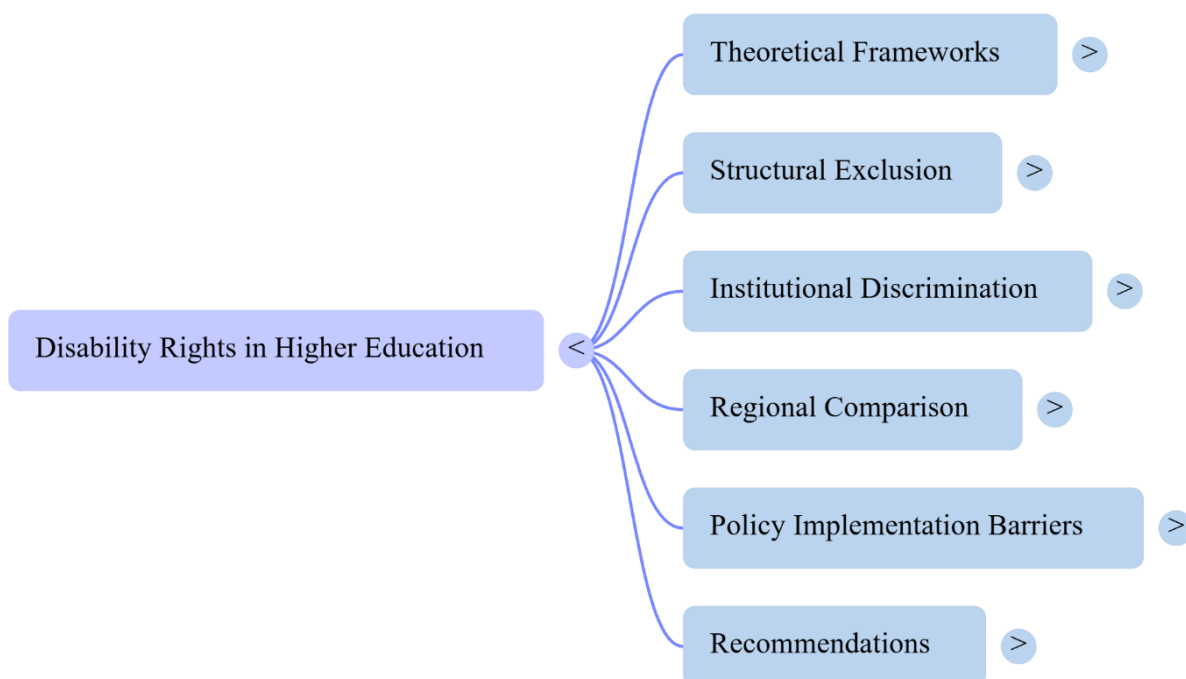 Theoretical Frameworks >
Structural Exclusion >
Institutional Discrimination >
Disability Rights in Higher Education <
Regional Comparison >
Policy Implementation Barriers >
Recommendations >